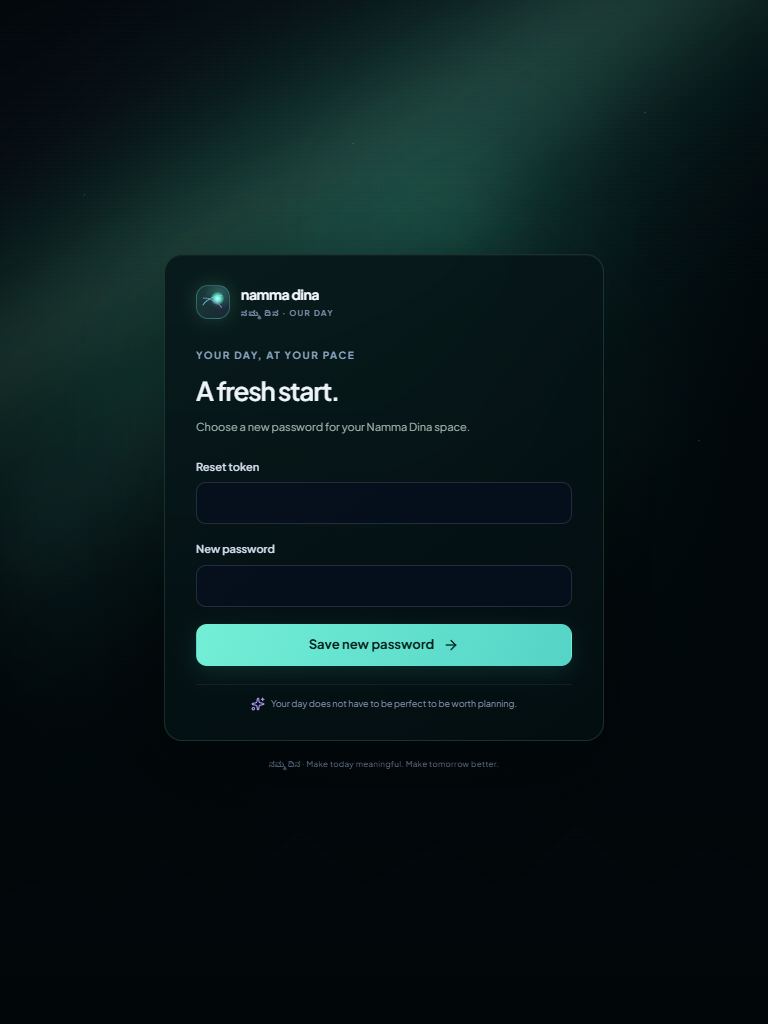 namma dina
ನಮ್ಮ ದಿನ · OUR DAY
YOUR DAY, AT YOUR PACE
A fresh start.
Choose a new password for your Namma Dina space.
Reset token
New password
Save new password →
Your day does not have to be perfect to be worth planning.
ನಮ್ಮ ದಿನ · Make today meaningful. Make tomorrow better.